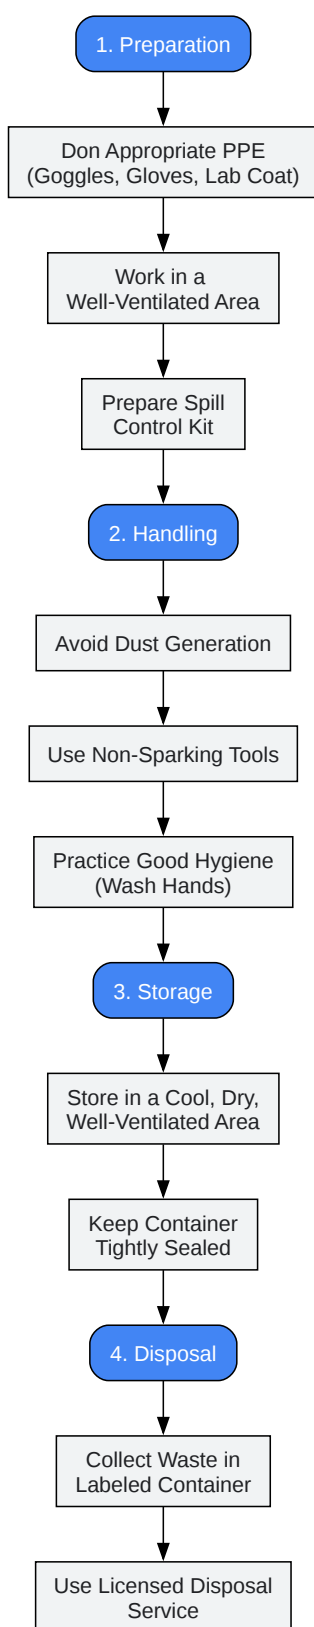 1. Preparation
Don Appropriate PPE
(Goggles, Gloves, Lab Coat)
Work in a
Well-Ventilated Area
Prepare Spill
Control Kit
2. Handling
Avoid Dust Generation
Use Non-Sparking Tools
Practice Good Hygiene
(Wash Hands)
3. Storage
Store in a Cool, Dry,
Well-Ventilated Area
Keep Container
Tightly Sealed
4. Disposal
Collect Waste in
Labeled Container
Use Licensed Disposal
Service